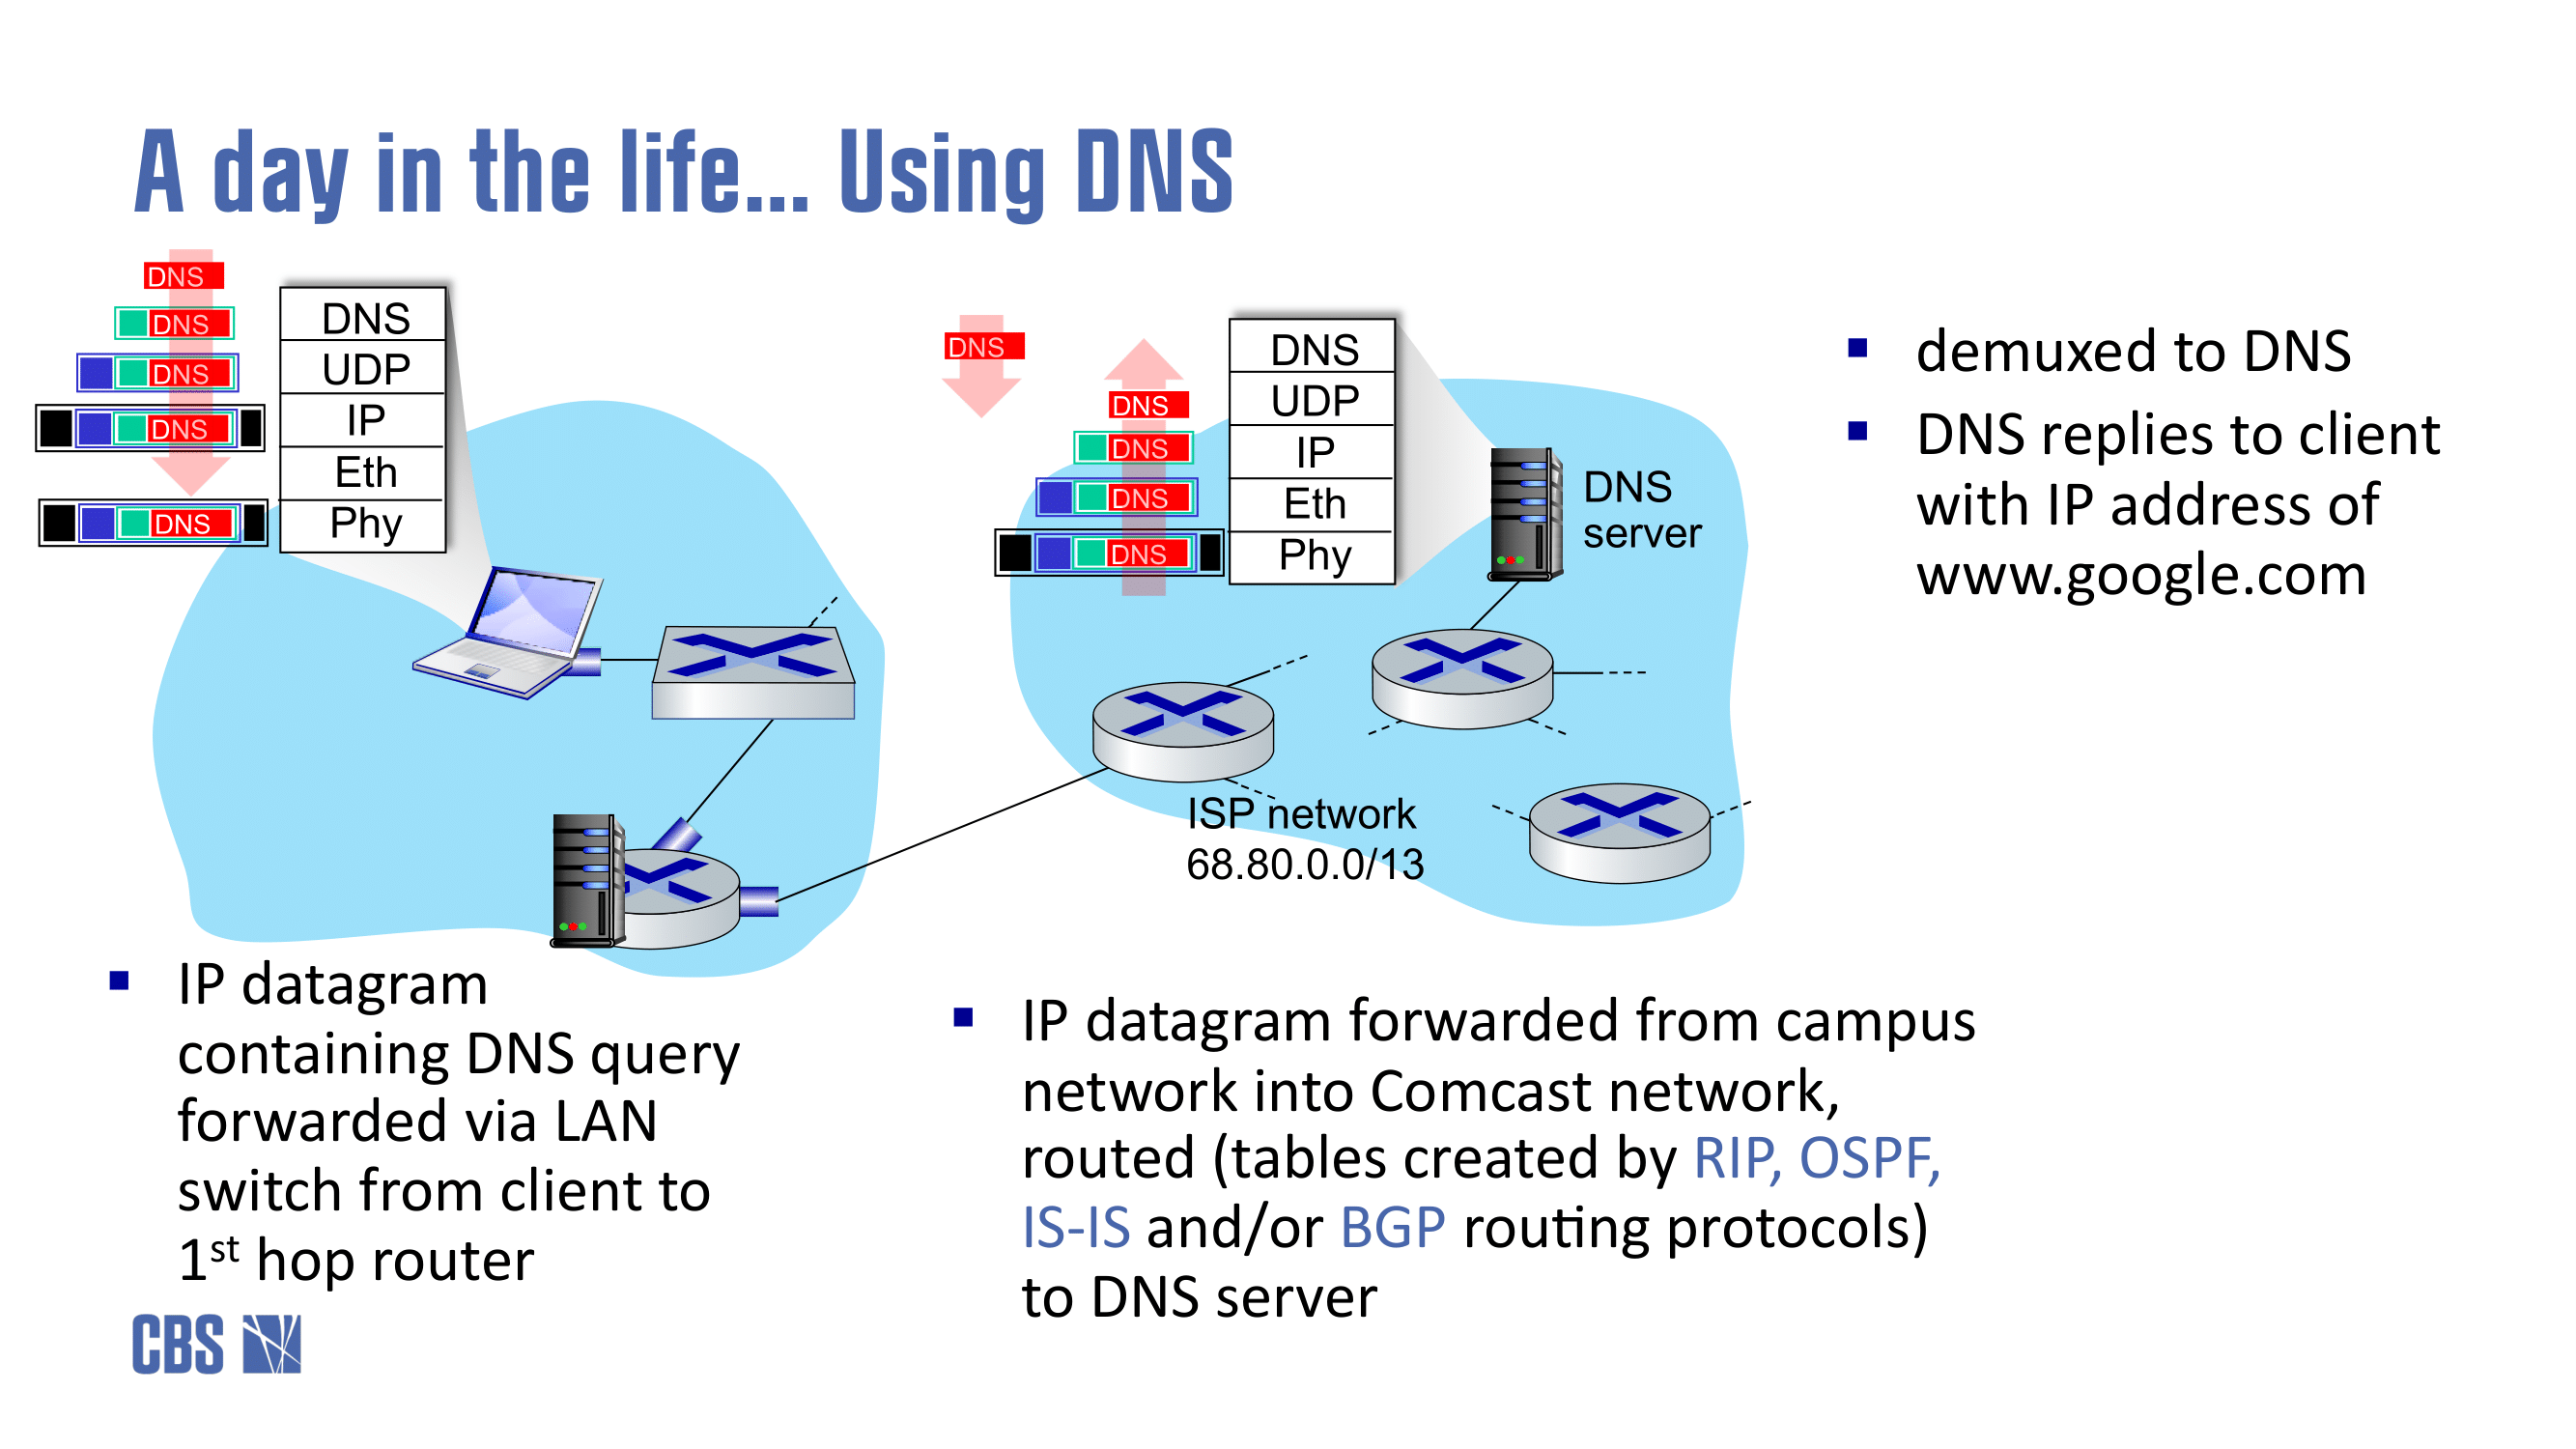 A day in the life... Using DNS
DNS
DNS
DNS
DNS
DNS
DNS
UDP
IP
Eth
Phy
DNS
DNS
DNS
DNS
DNS
DNS
UDP
IP
Eth
Phy
DNS
server
ISP network
68.80.0.0/13
▪ demuxed to DNS
▪ DNS replies to client
with IP address of
www.google.com
▪ IP datagram
containing DNS query
forwarded via LAN
switch from client to
1st hop router
▪ IP datagram forwarded from campus
network into Comcast network,
routed (tables created by RIP, OSPF,
IS-IS and/or BGP routing protocols)
to DNS server
CBS